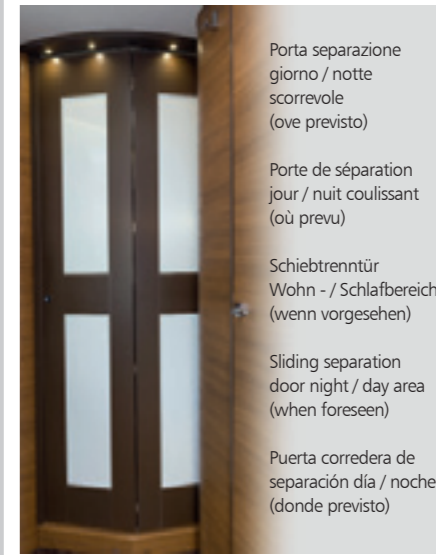 Porta separazione
giorno / notte
scorrevole
(ove previsto)
Porte de séparation
jour / nuit coulissant
(où prevu)
Schiebtrenntür
Wohn - / Schlafbereich
(wenn vorgesehen)
Sliding separation
door night / day area
(when foreseen)
Puerta corredera de
separación día / noche
(donde previsto)